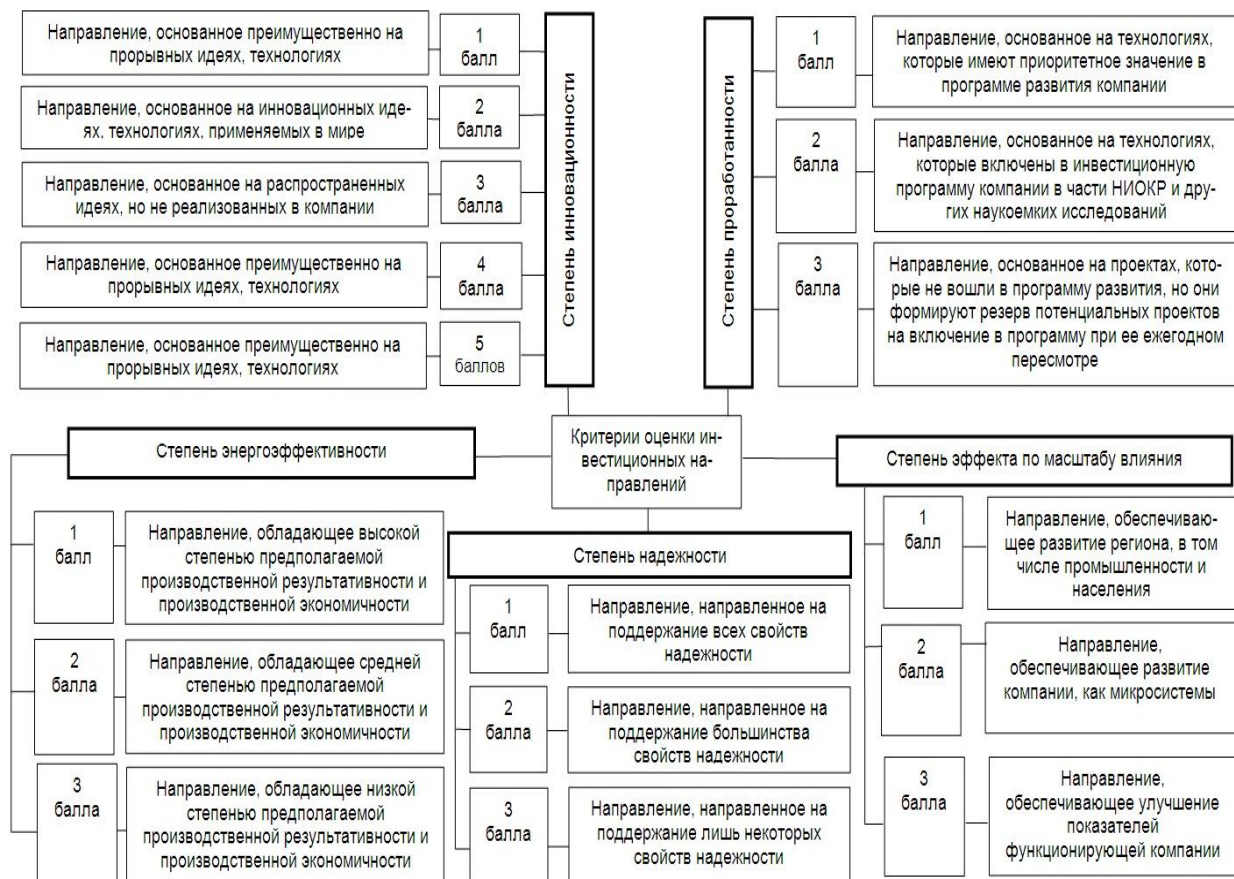 Направление, основанное преимущественно на
прорывных идеях, технологиях
1
балл
Направление, основанное на инновационных иде-
ях, технологиях, применяемых в мире
2
балла
Направление, основанное на распространенных
идеях, но не реализованных в компании
3
балла
Направление, основанное преимущественно на
прорывных идеях, технологиях
4
балла
Направление, основанное преимущественно на
прорывных идеях, технологиях
5
баллов
Степень инновационности
Степень проработанности
1
балл
Направление, основанное на технологиях,
которые имеют приоритетное значение в
программе развития компании
2
балла
Направление, основанное на технологиях,
которые включены в инвестиционную
программу компании в части НИОКР и дру-
гих наукоемких исследований
3
балла
Направление, основанное на проектах, кото-
рые не вошли в программу развития, но они
формируют резерв потенциальных проектов
на включение в программу при ее ежегодном
пересмотре
Критерии оценки ин-
вестиционных на-
правлений
Степень энергоэффективности
1
балл
Направление, обладающее высокой
степенью предполагаемой
производственной результативности и
производственной экономичности
2
балла
Направление, обладающее средней
степенью предполагаемой
производственной результативности и
производственной экономичности
3
балла
Направление, обладающее низкой
степенью предполагаемой
производственной результативности и
производственной экономичности
Степень надежности
1
балл
Направление, направленное на
поддержание всех свойств
надежности
2
балла
Направление, направленное на
поддержание большинства
свойств надежности
3
балла
Направление, направленное на
поддержание лишь некоторых
свойств надежности
Степень эффекта по масштабу влияния
1
балл
Направление, обеспечиваю-
щее развитие региона, в том
числе промышленности и
населения
2
балла
Направление,
обеспечивающее развитие
компании, как микросистемы
3
балла
Направление,
обеспечивающее улучшение
показателей
функционирующей компании